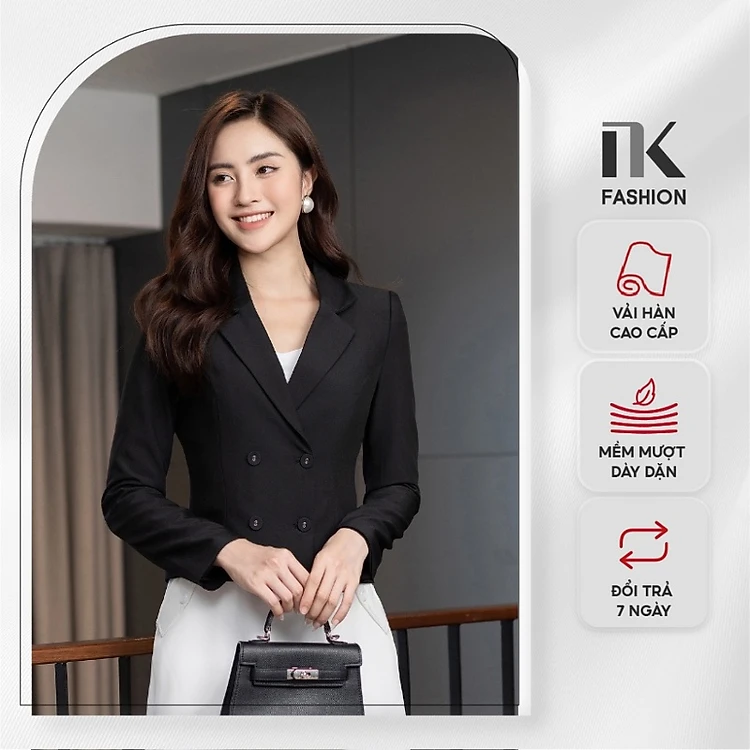 NK
FASHION
VẢI HÀN
CAO CẤP
MỀM MƯỢT
DÀY DẶN
ĐỔI TRẢ
7 NGÀY